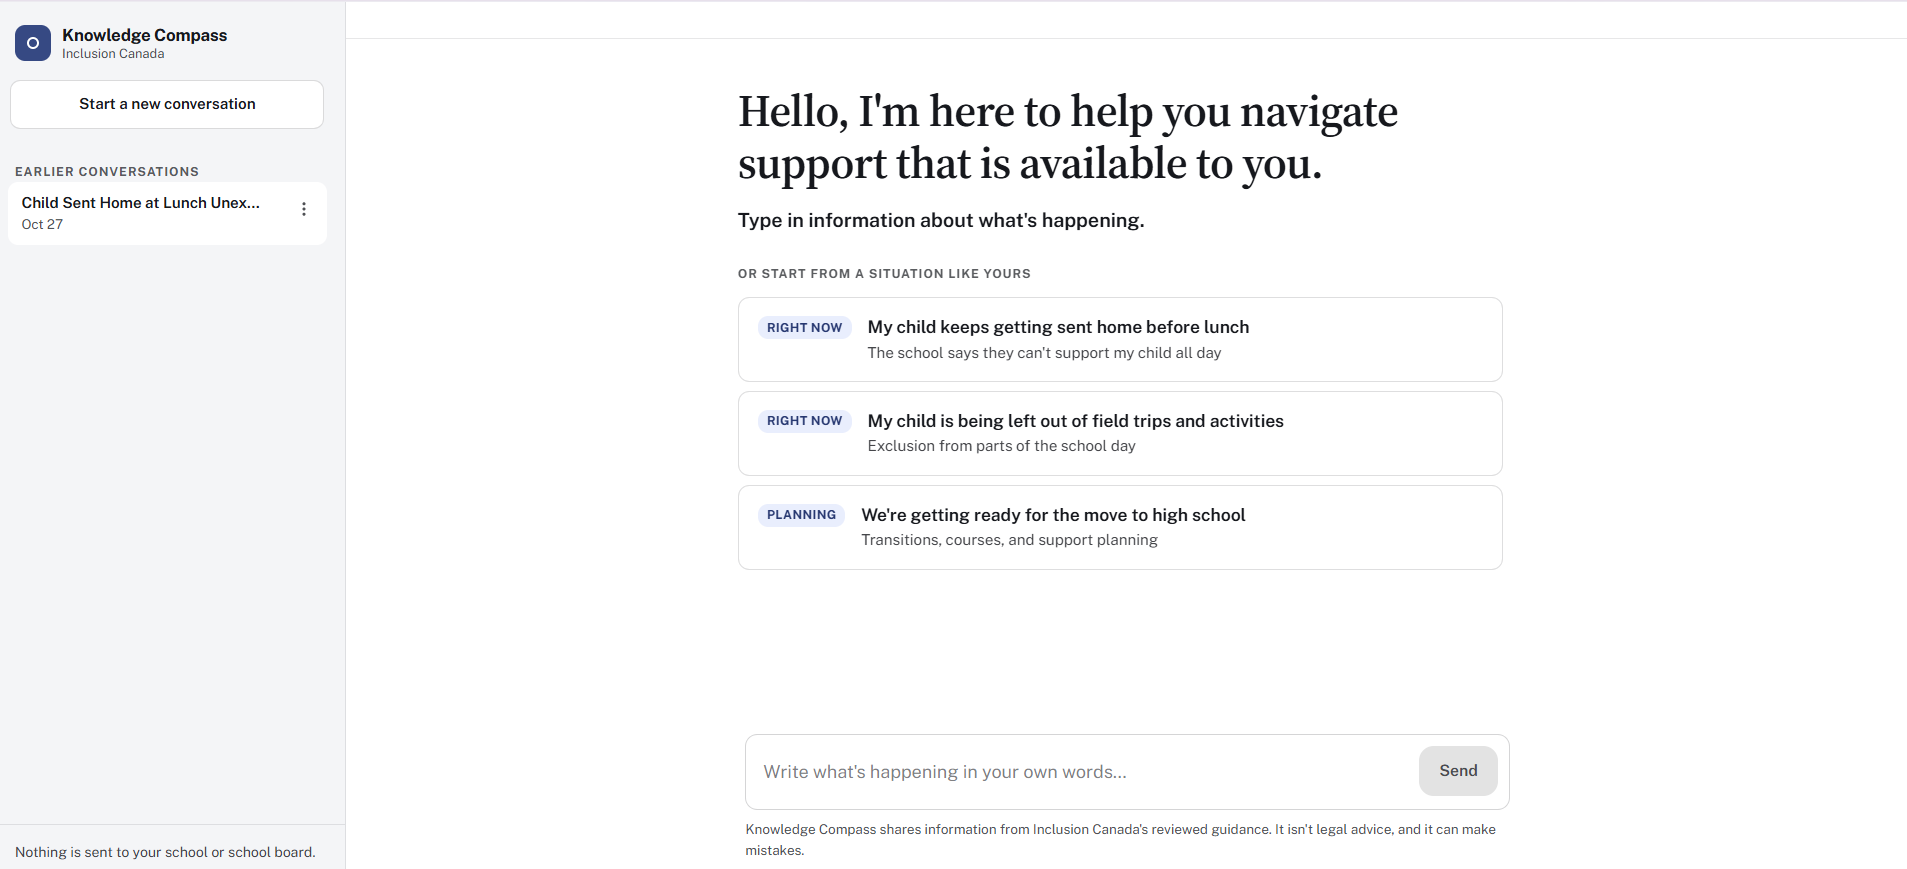 Knowledge Compass
Inclusion Canada
Start a new conversation
EARLIER CONVERSATIONS
Child Sent Home at Lunch Unex...
Oct 27
Nothing is sent to your school or school board.
Hello, I'm here to help you navigate
support that is available to you.
Type in information about what's happening.
OR START FROM A SITUATION LIKE YOURS
RIGHT NOW My child keeps getting sent home before lunch
The school says they can't support my child all day
RIGHT NOW My child is being left out of field trips and activities
Exclusion from parts of the school day
PLANNING We're getting ready for the move to high school
Transitions, courses, and support planning
Write what's happening in your own words...
Send
Knowledge Compass shares information from Inclusion Canada's reviewed guidance. It isn't legal advice, and it can make
mistakes.